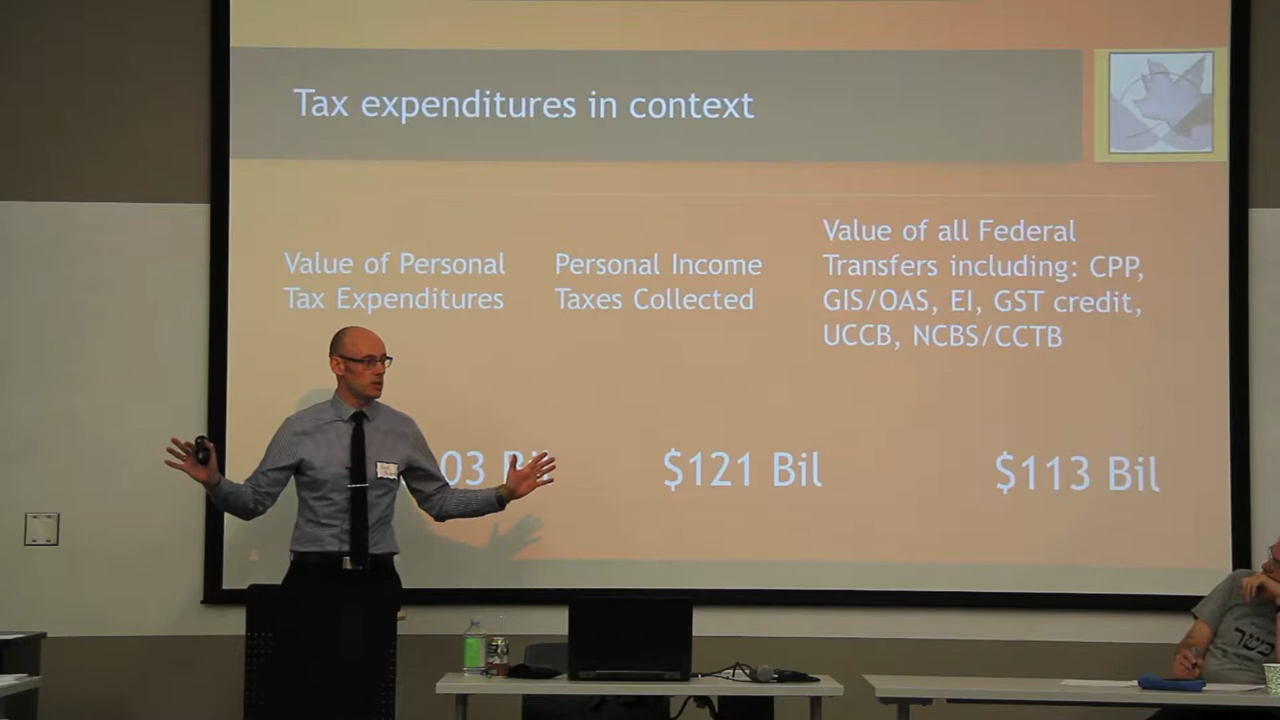 Tax expenditures in context
Value of Personal
Tax Expenditures
Personal Income
Taxes Collected
Value of all Federal
Transfers including: CPP,
GIS/OAS, EI, GST credit,
UCCB, NCBS/CCTB
03 Bil
$121 Bil
$113 Bil